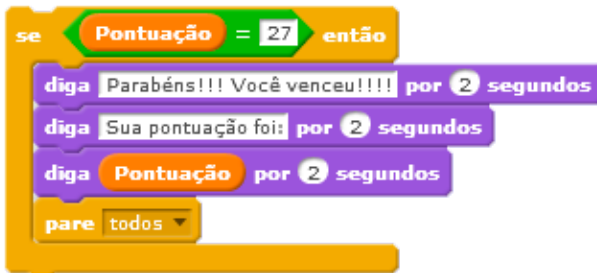 se Pontuação = 27 então
diga Parabéns!!! Você venceu!!!! por 2 segundos
diga Sua pontuação foi: por 2 segundos
diga Pontuação por 2 segundos
pare todos